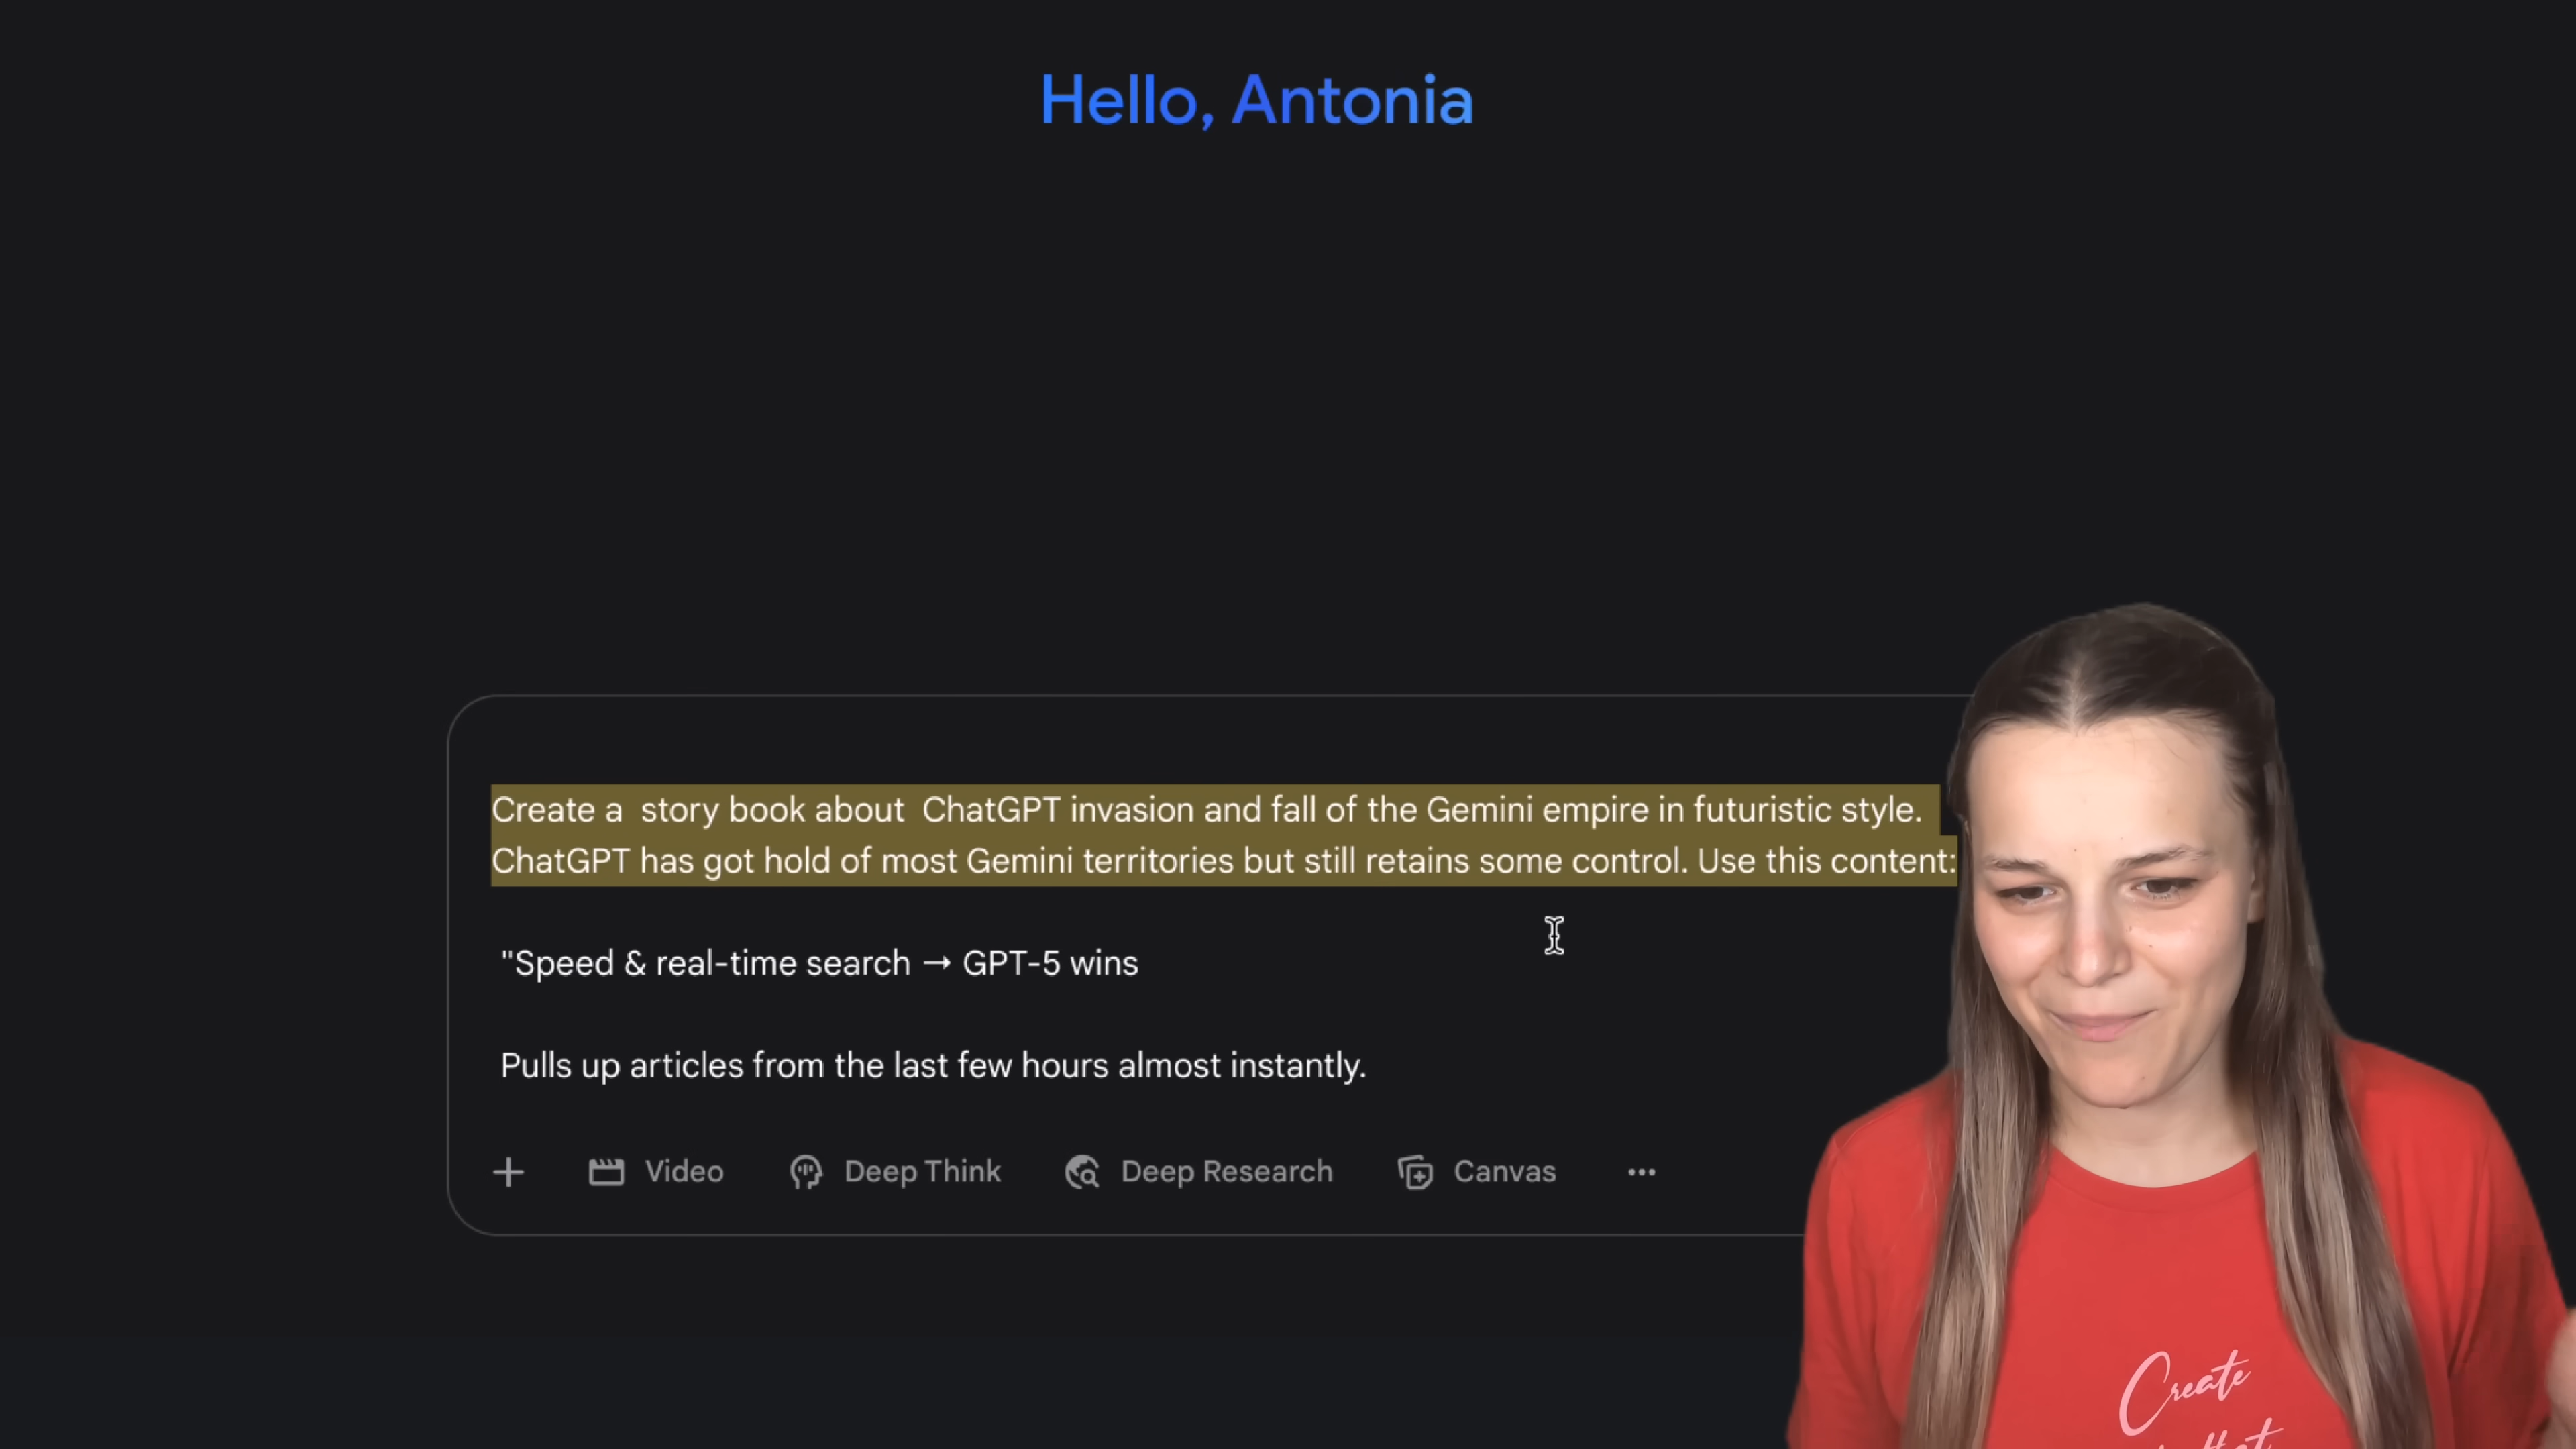 Hello, Antonia
Create a  story book about  ChatGPT invasion and fall of the Gemini empire in futuristic style.
ChatGPT has got hold of most Gemini territories but still retains some control. Use this content:
"Speed & real-time search → GPT-5 wins
Pulls up articles from the last few hours almost instantly.
Video Deep Think Deep Research Canvas
Create